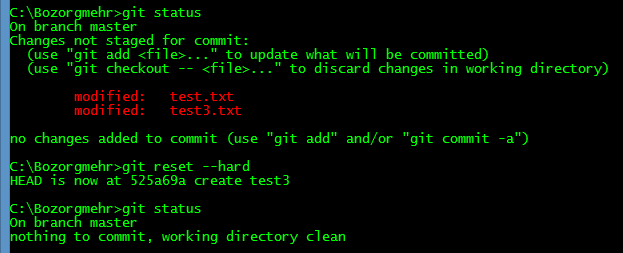 C:\Bozorgmehr>git status
On branch master
Changes not staged for commit:
  (use "git add <file>..." to update what will be committed)
  (use "git checkout -- <file>..." to discard changes in working directory)

        modified:   test.txt
        modified:   test3.txt

no changes added to commit (use "git add" and/or "git commit -a")

C:\Bozorgmehr>git reset --hard
HEAD is now at 525a69a create test3

C:\Bozorgmehr>git status
On branch master
nothing to commit, working directory clean